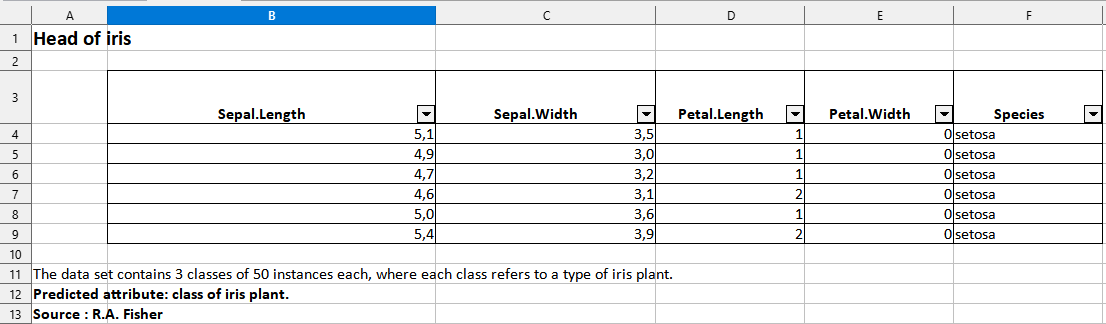 A B C D E F
1 Head of iris
2
3 Sepal.Length Sepal.Width Petal.Length Petal.Width Species
4 5,1 3,5 1 0 setosa
5 4,9 3,0 1 0 setosa
6 4,7 3,2 1 0 setosa
7 4,6 3,1 2 0 setosa
8 5,0 3,6 1 0 setosa
9 5,4 3,9 2 0 setosa
10
11 The data set contains 3 classes of 50 instances each, where each class refers to a type of iris plant.
12 Predicted attribute: class of iris plant.
13 Source : R.A. Fisher